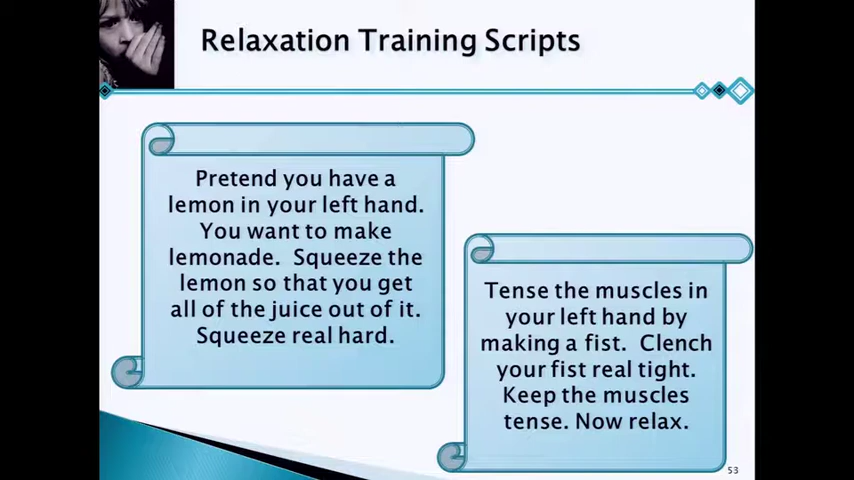 Relaxation Training Scripts
Pretend you have a
lemon in your left hand.
You want to make
lemonade.  Squeeze the
lemon so that you get
all of the juice out of it.
Squeeze real hard.
Tense the muscles in
your left hand by
making a fist.  Clench
your fist real tight.
Keep the muscles
tense. Now relax.
53